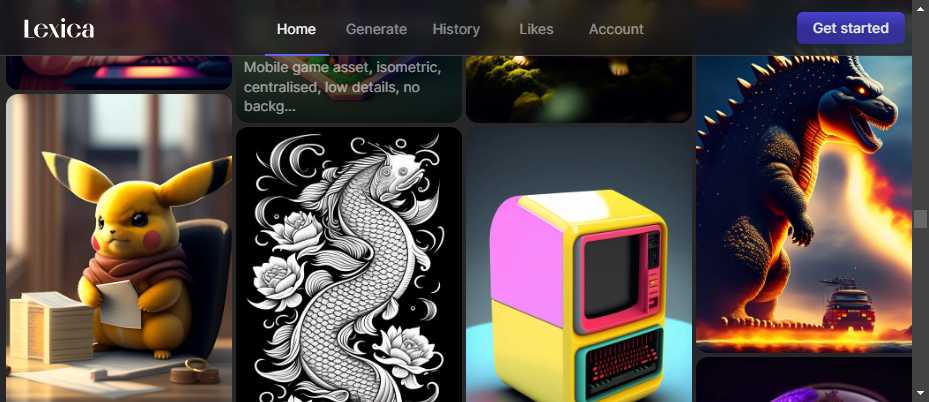 Lexica
Home
Generate
History
Likes
Account
Get started
Mobile game asset, isometric,
centralised, low details, no
backg...